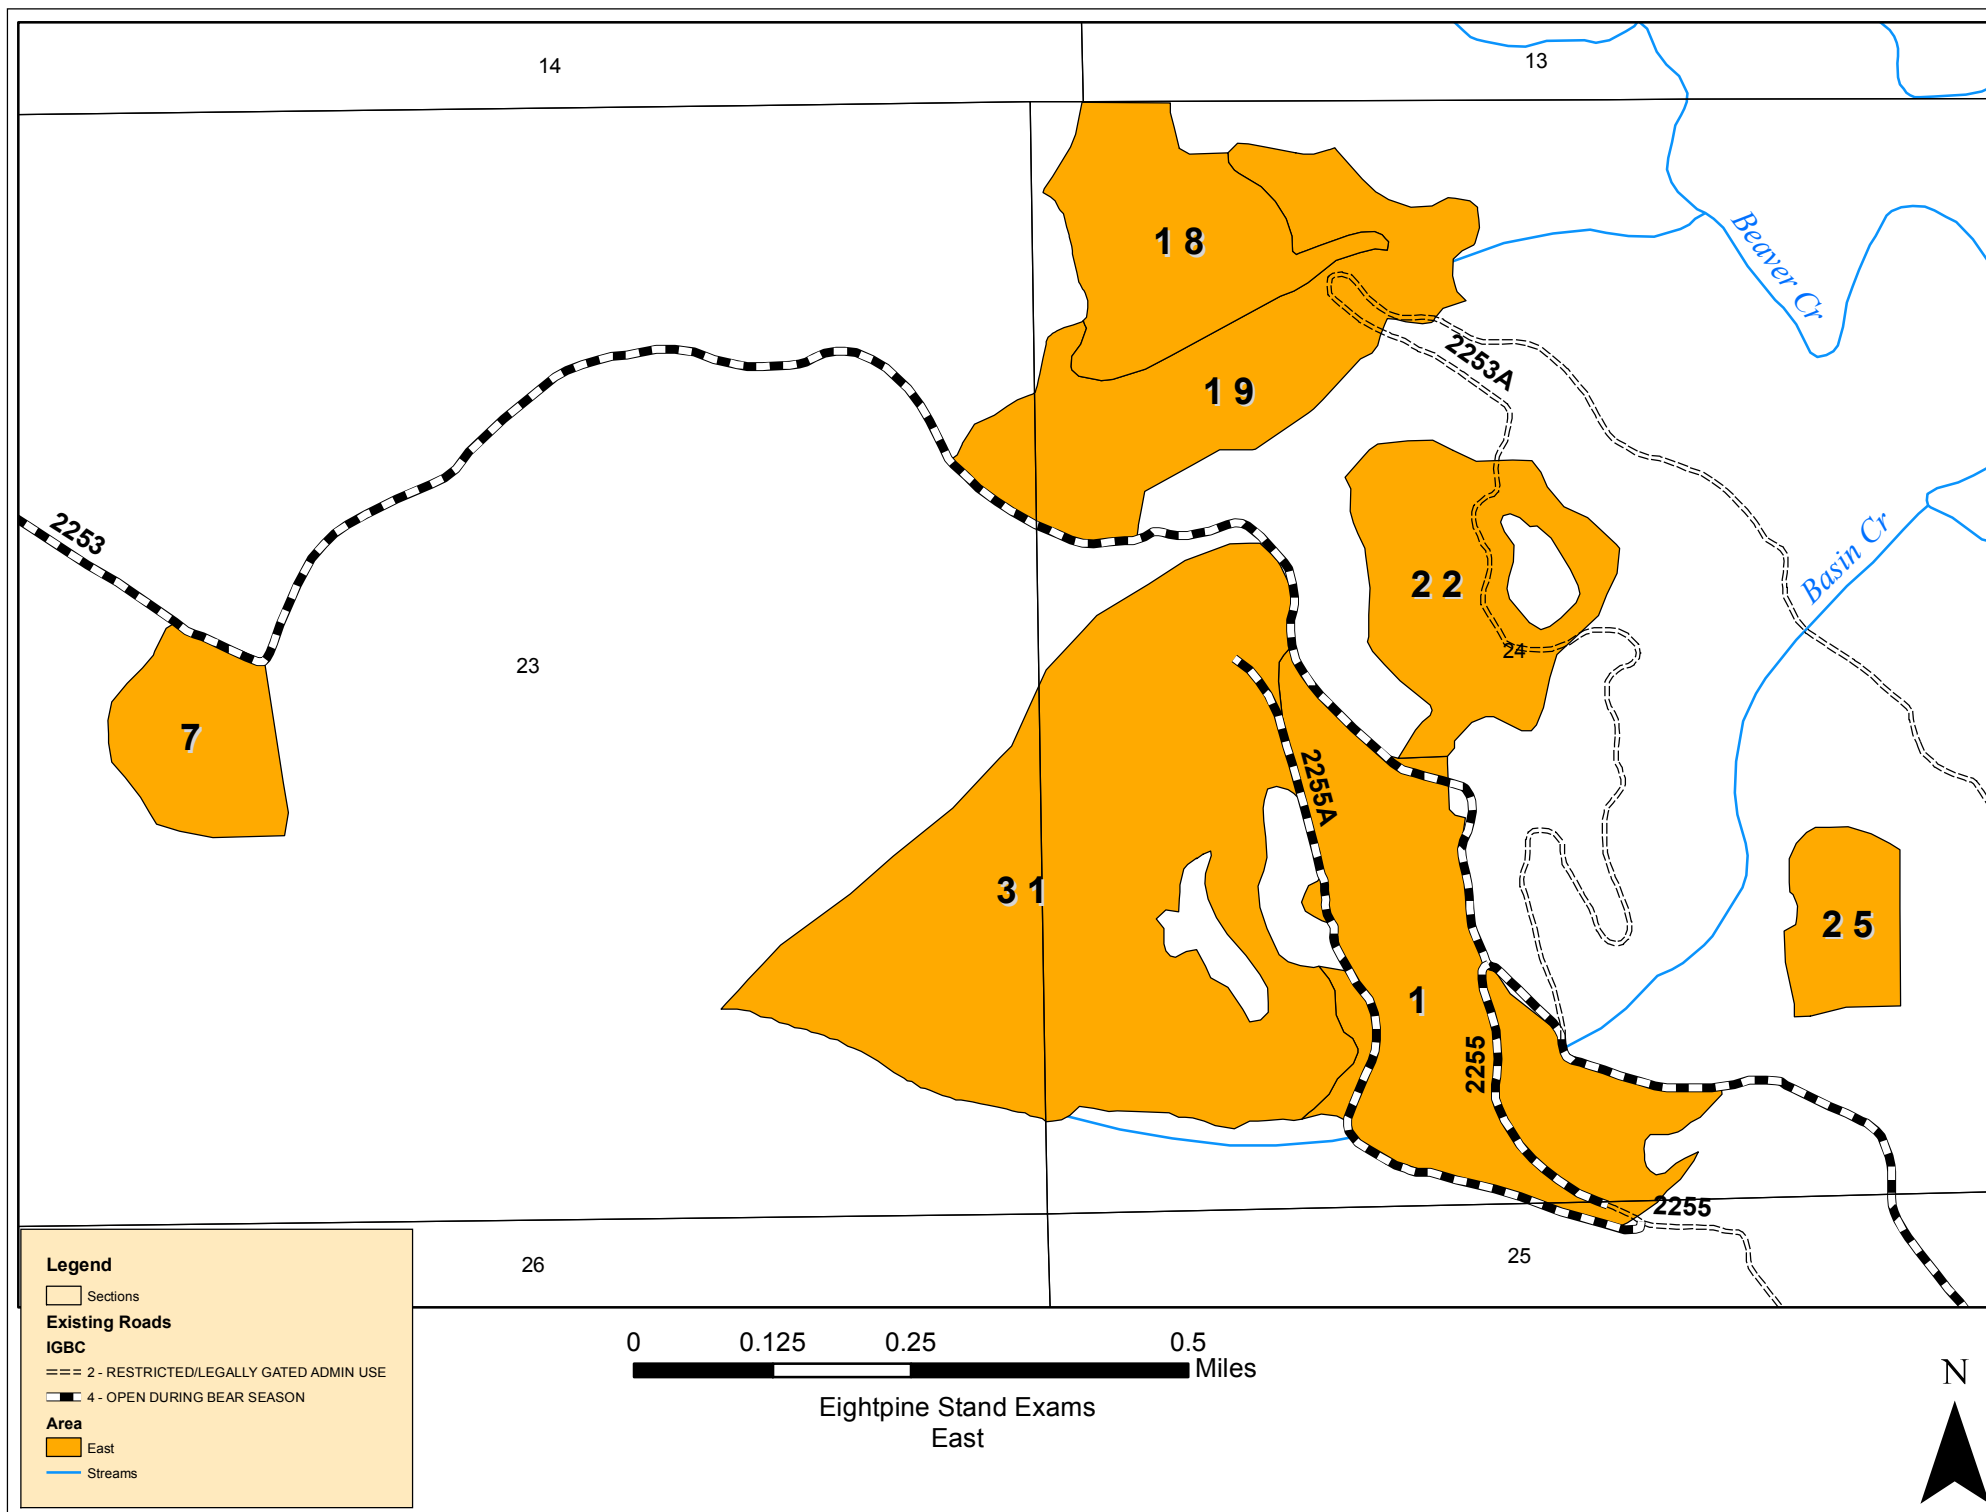 14
13
18
Beaver Cr
2253A
19
2253
Basin Cr
22
24
23
7
2255A
31
25
1
2255
2255
26
25
Legend
Sections
Existing Roads
IGBC
2 - RESTRICTED/LEGALLY GATED ADMIN USE
4 - OPEN DURING BEAR SEASON
Area
East
Streams
0 0.125 0.25 0.5
Miles
Eightpine Stand Exams
East
N